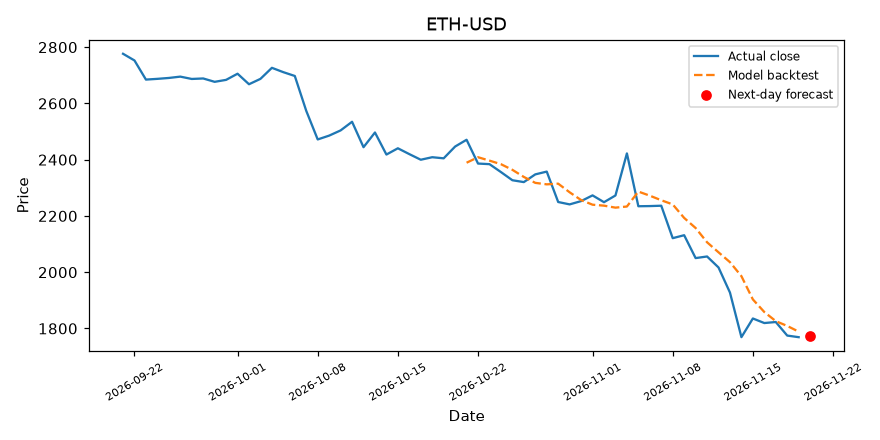 ETH-USD
Actual close
Model backtest
Next-day forecast
2800
2600
2400
2200
2000
1800
Price
2026-09-22
2026-10-01
2026-10-08
2026-10-15
2026-10-22
2026-11-01
2026-11-08
2026-11-15
2026-11-22
Date